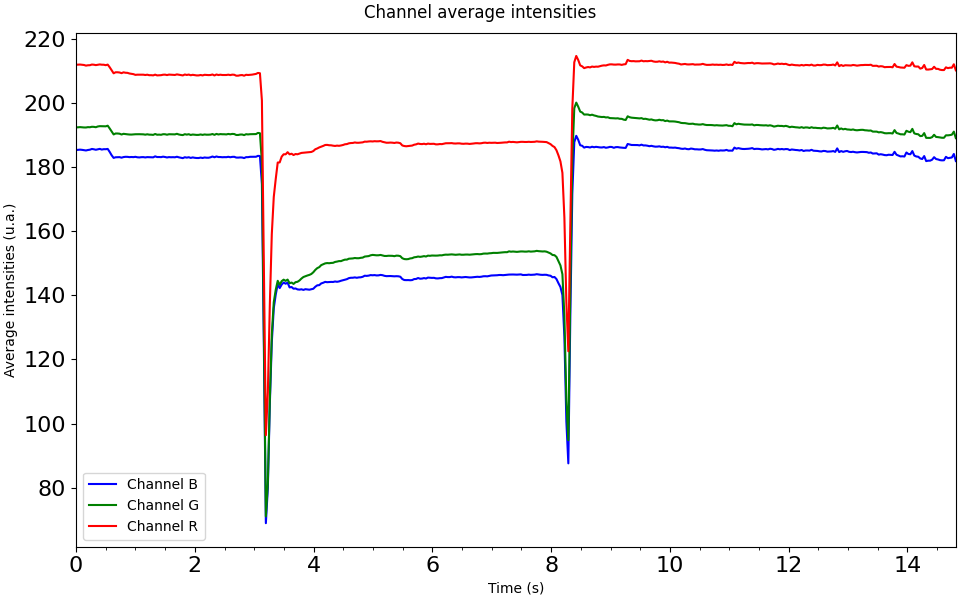 Channel average intensities
220
200
180
160
140
120
100
80
Average intensities (u.a.)
Channel B
Channel G
Channel R
0 2 4 6 8 10 12 14
Time (s)